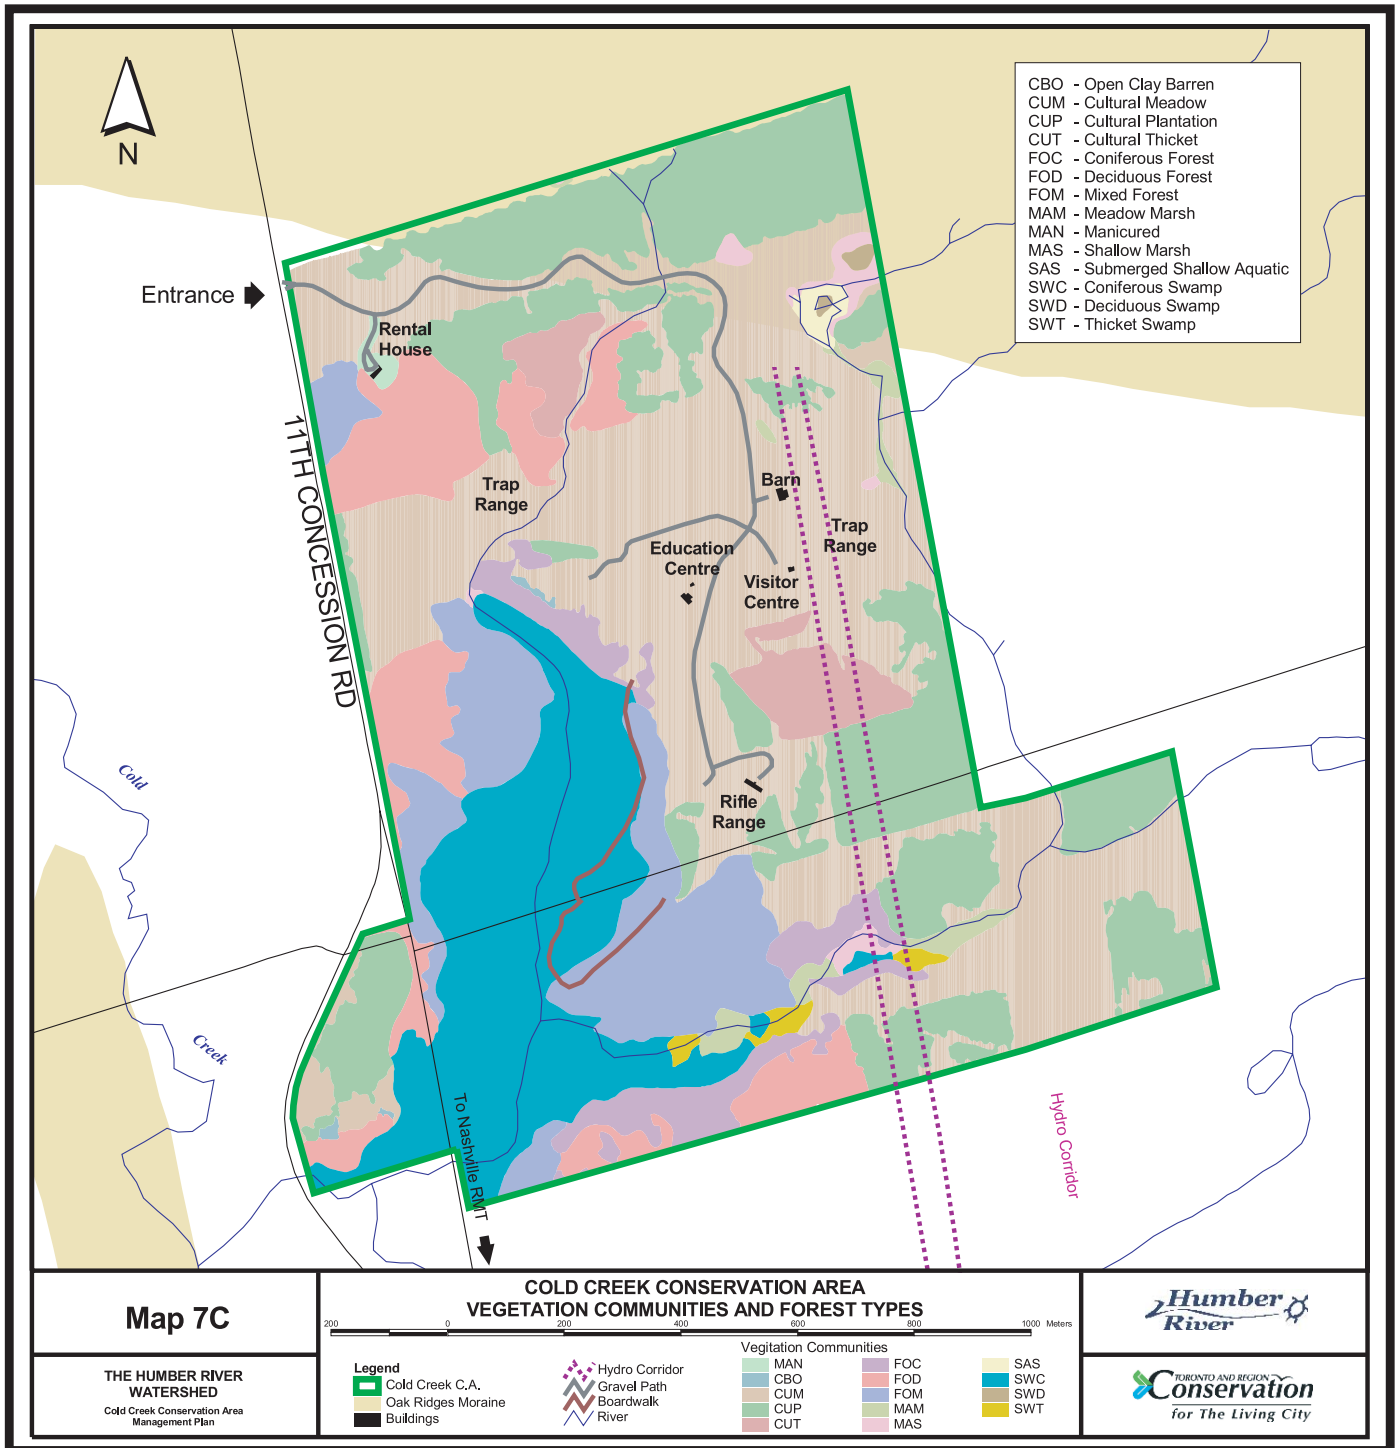 CBO - Open Clay Barren
CUM - Cultural Meadow
CUP - Cultural Plantation
CUT - Cultural Thicket
FOC - Coniferous Forest
FOD - Deciduous Forest
FOM - Mixed Forest
MAM - Meadow Marsh
MAN - Manicured
MAS - Shallow Marsh
SAS - Submerged Shallow Aquatic
SWC - Coniferous Swamp
SWD - Deciduous Swamp
SWT - Thicket Swamp
N
Entrance
Rental
House
11TH CONCESSION RD
Trap
Range
Barn
Trap
Range
Education
Centre
Visitor
Centre
Rifle
Range
Cold
Creek
To Nashville RMT
Hydro Corridor
Map 7C
THE HUMBER RIVER
WATERSHED
Cold Creek Conservation Area
Management Plan
COLD CREEK CONSERVATION AREA
VEGETATION COMMUNITIES AND FOREST TYPES
200 0 200 400 600 800 1000 Meters
Legend
Cold Creek C.A.
Oak Ridges Moraine
Buildings
Hydro Corridor
Gravel Path
Boardwalk
River
Vegitation Communities
MAN
CBO
CUM
CUP
CUT
FOC
FOD
FOM
MAM
MAS
SAS
SWC
SWD
SWT
Humber
River
TORONTO AND REGION
Conservation
for The Living City